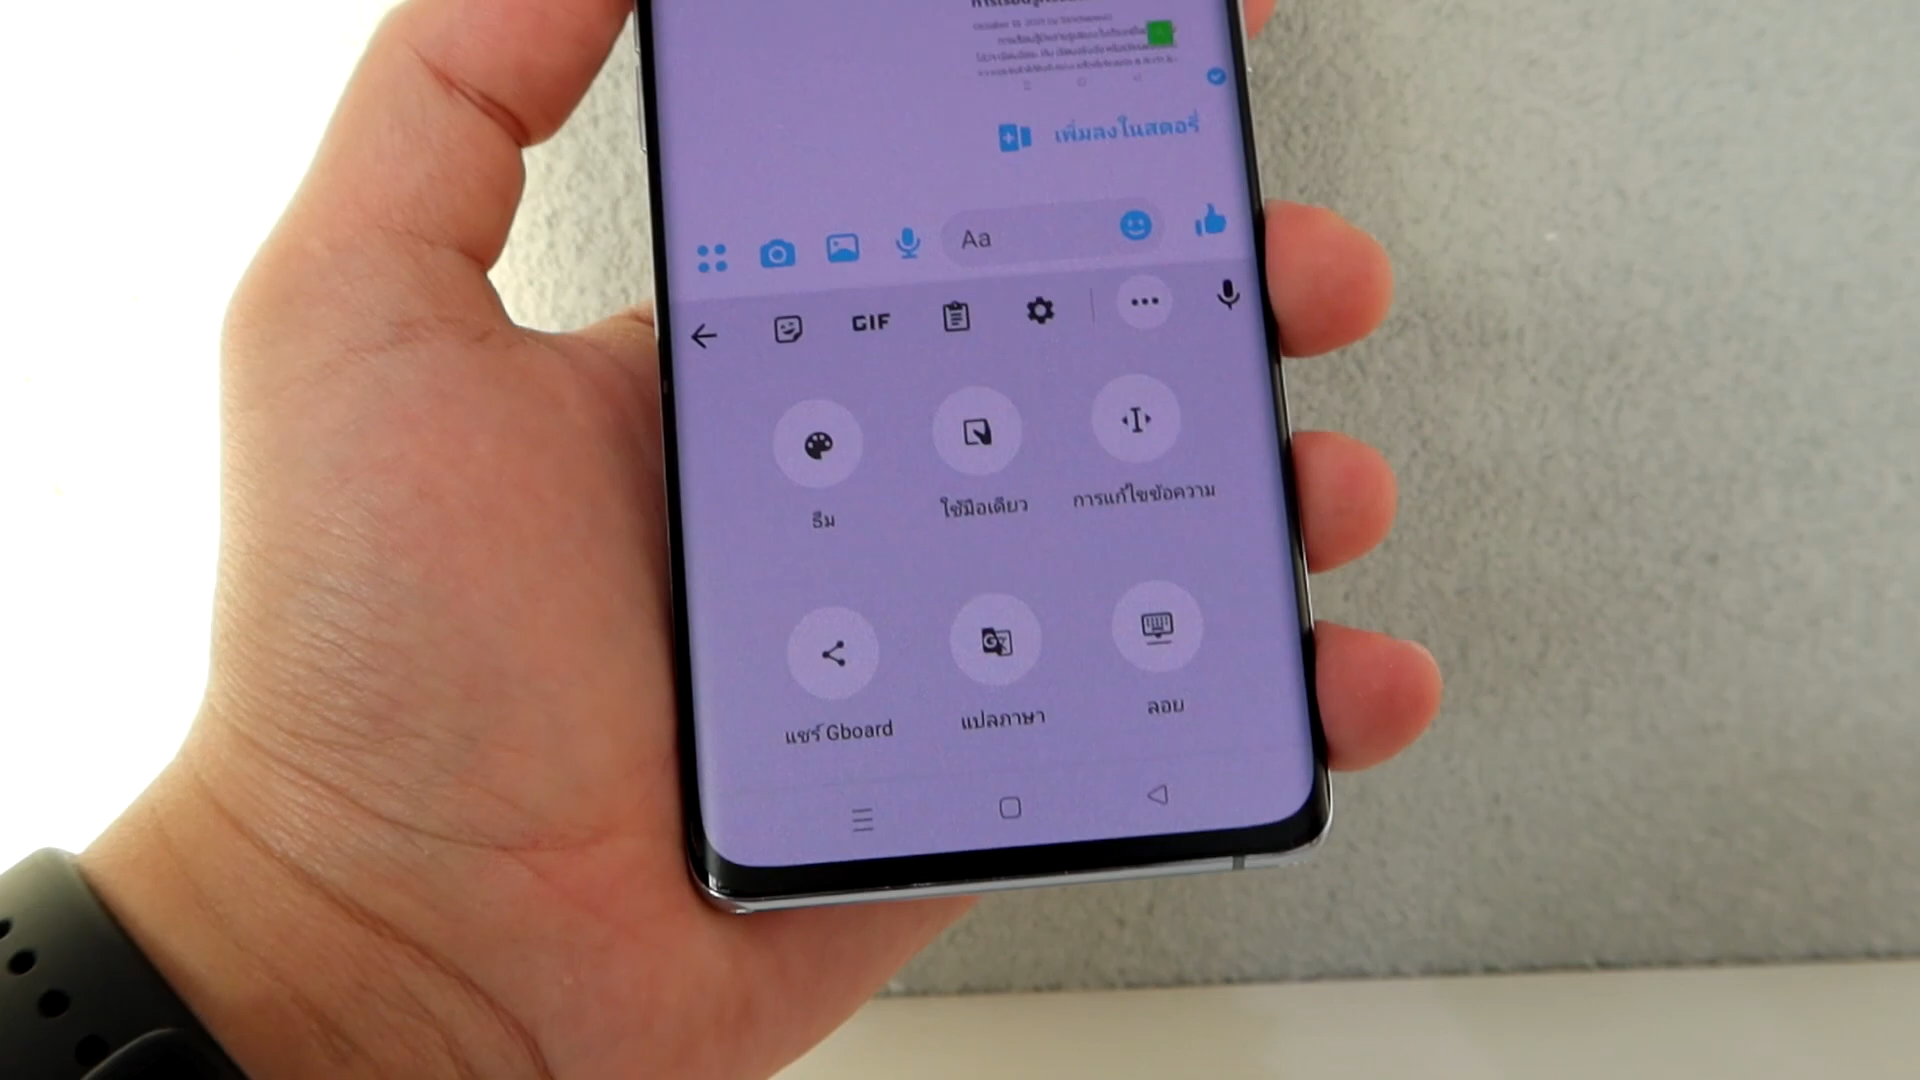 เพิ่มลงในสตอรี่
Aa
GIF
ธีม
ใช้มือเดียว
การแก้ไขข้อความ
แชร์ Gboard
แปลภาษา
ลอย